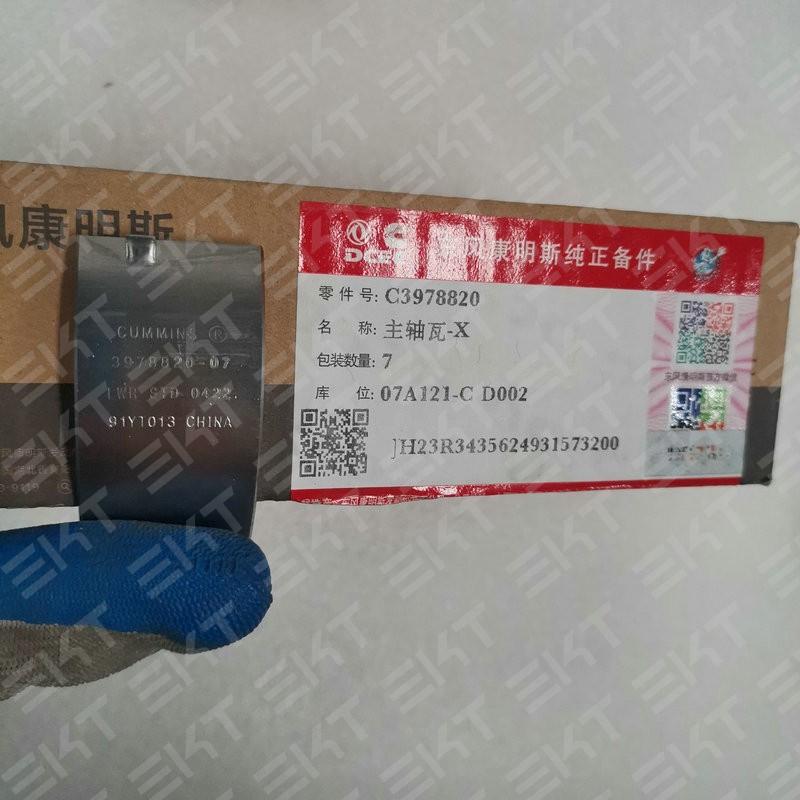 康明斯
CUMMINS ®
3978820-07
LWR STD 0422.
91YT013 CHINA
DCEC
东风康明斯纯正备件
零件号: C3978820
名 称: 主轴瓦-X
包装数量: 7
库 位: 07A121-C D002
JH23R3435624931573200
EKT